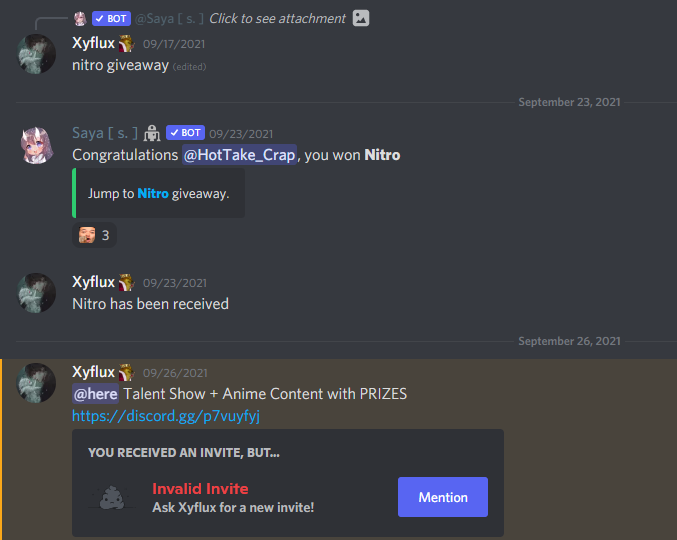 ✓ BOT @Saya [ s. ] Click to see attachment
Xyflux 09/17/2021
nitro giveaway (edited)
September 23, 2021
Saya [ s. ] ✓ BOT 09/23/2021
Congratulations @HotTake_Crap, you won Nitro
Jump to Nitro giveaway.
3
Xyflux 09/23/2021
Nitro has been received
September 26, 2021
Xyflux 09/26/2021
@here Talent Show + Anime Content with PRIZES
https://discord.gg/p7vuyfyj
YOU RECEIVED AN INVITE, BUT...
Invalid Invite
Ask Xyflux for a new invite!
Mention